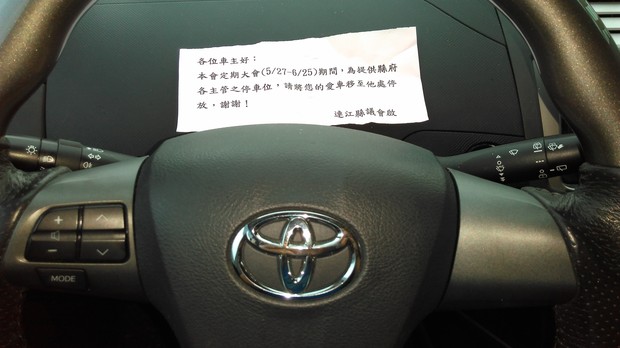 各位車主好：
本會定期大會(5/27-6/25)期間，為提供縣府
各主管之停車位，請將您的愛車移至他處停
放，謝謝！
連江縣議會啟
+
−
MODE